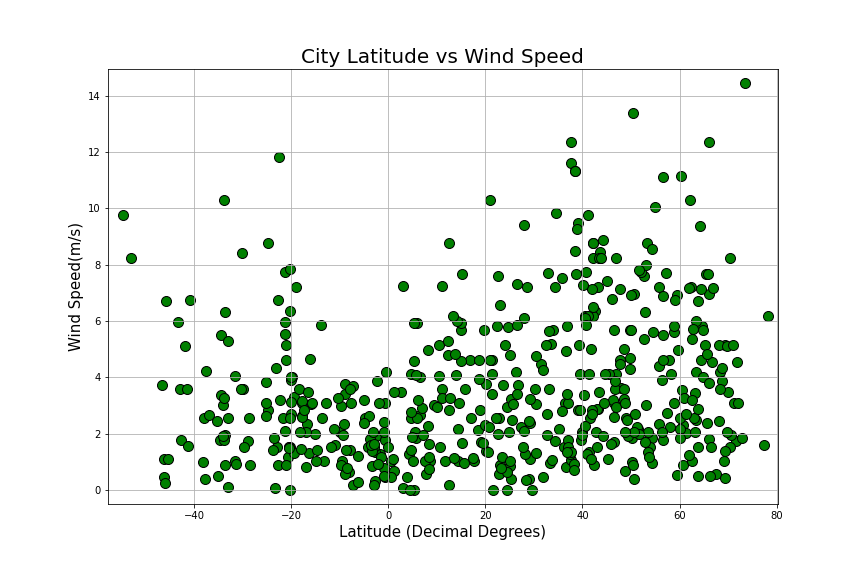 City Latitude vs Wind Speed
14
12
10
8
6
4
2
0
Wind Speed(m/s)
−40 −20 0 20 40 60 80
Latitude (Decimal Degrees)